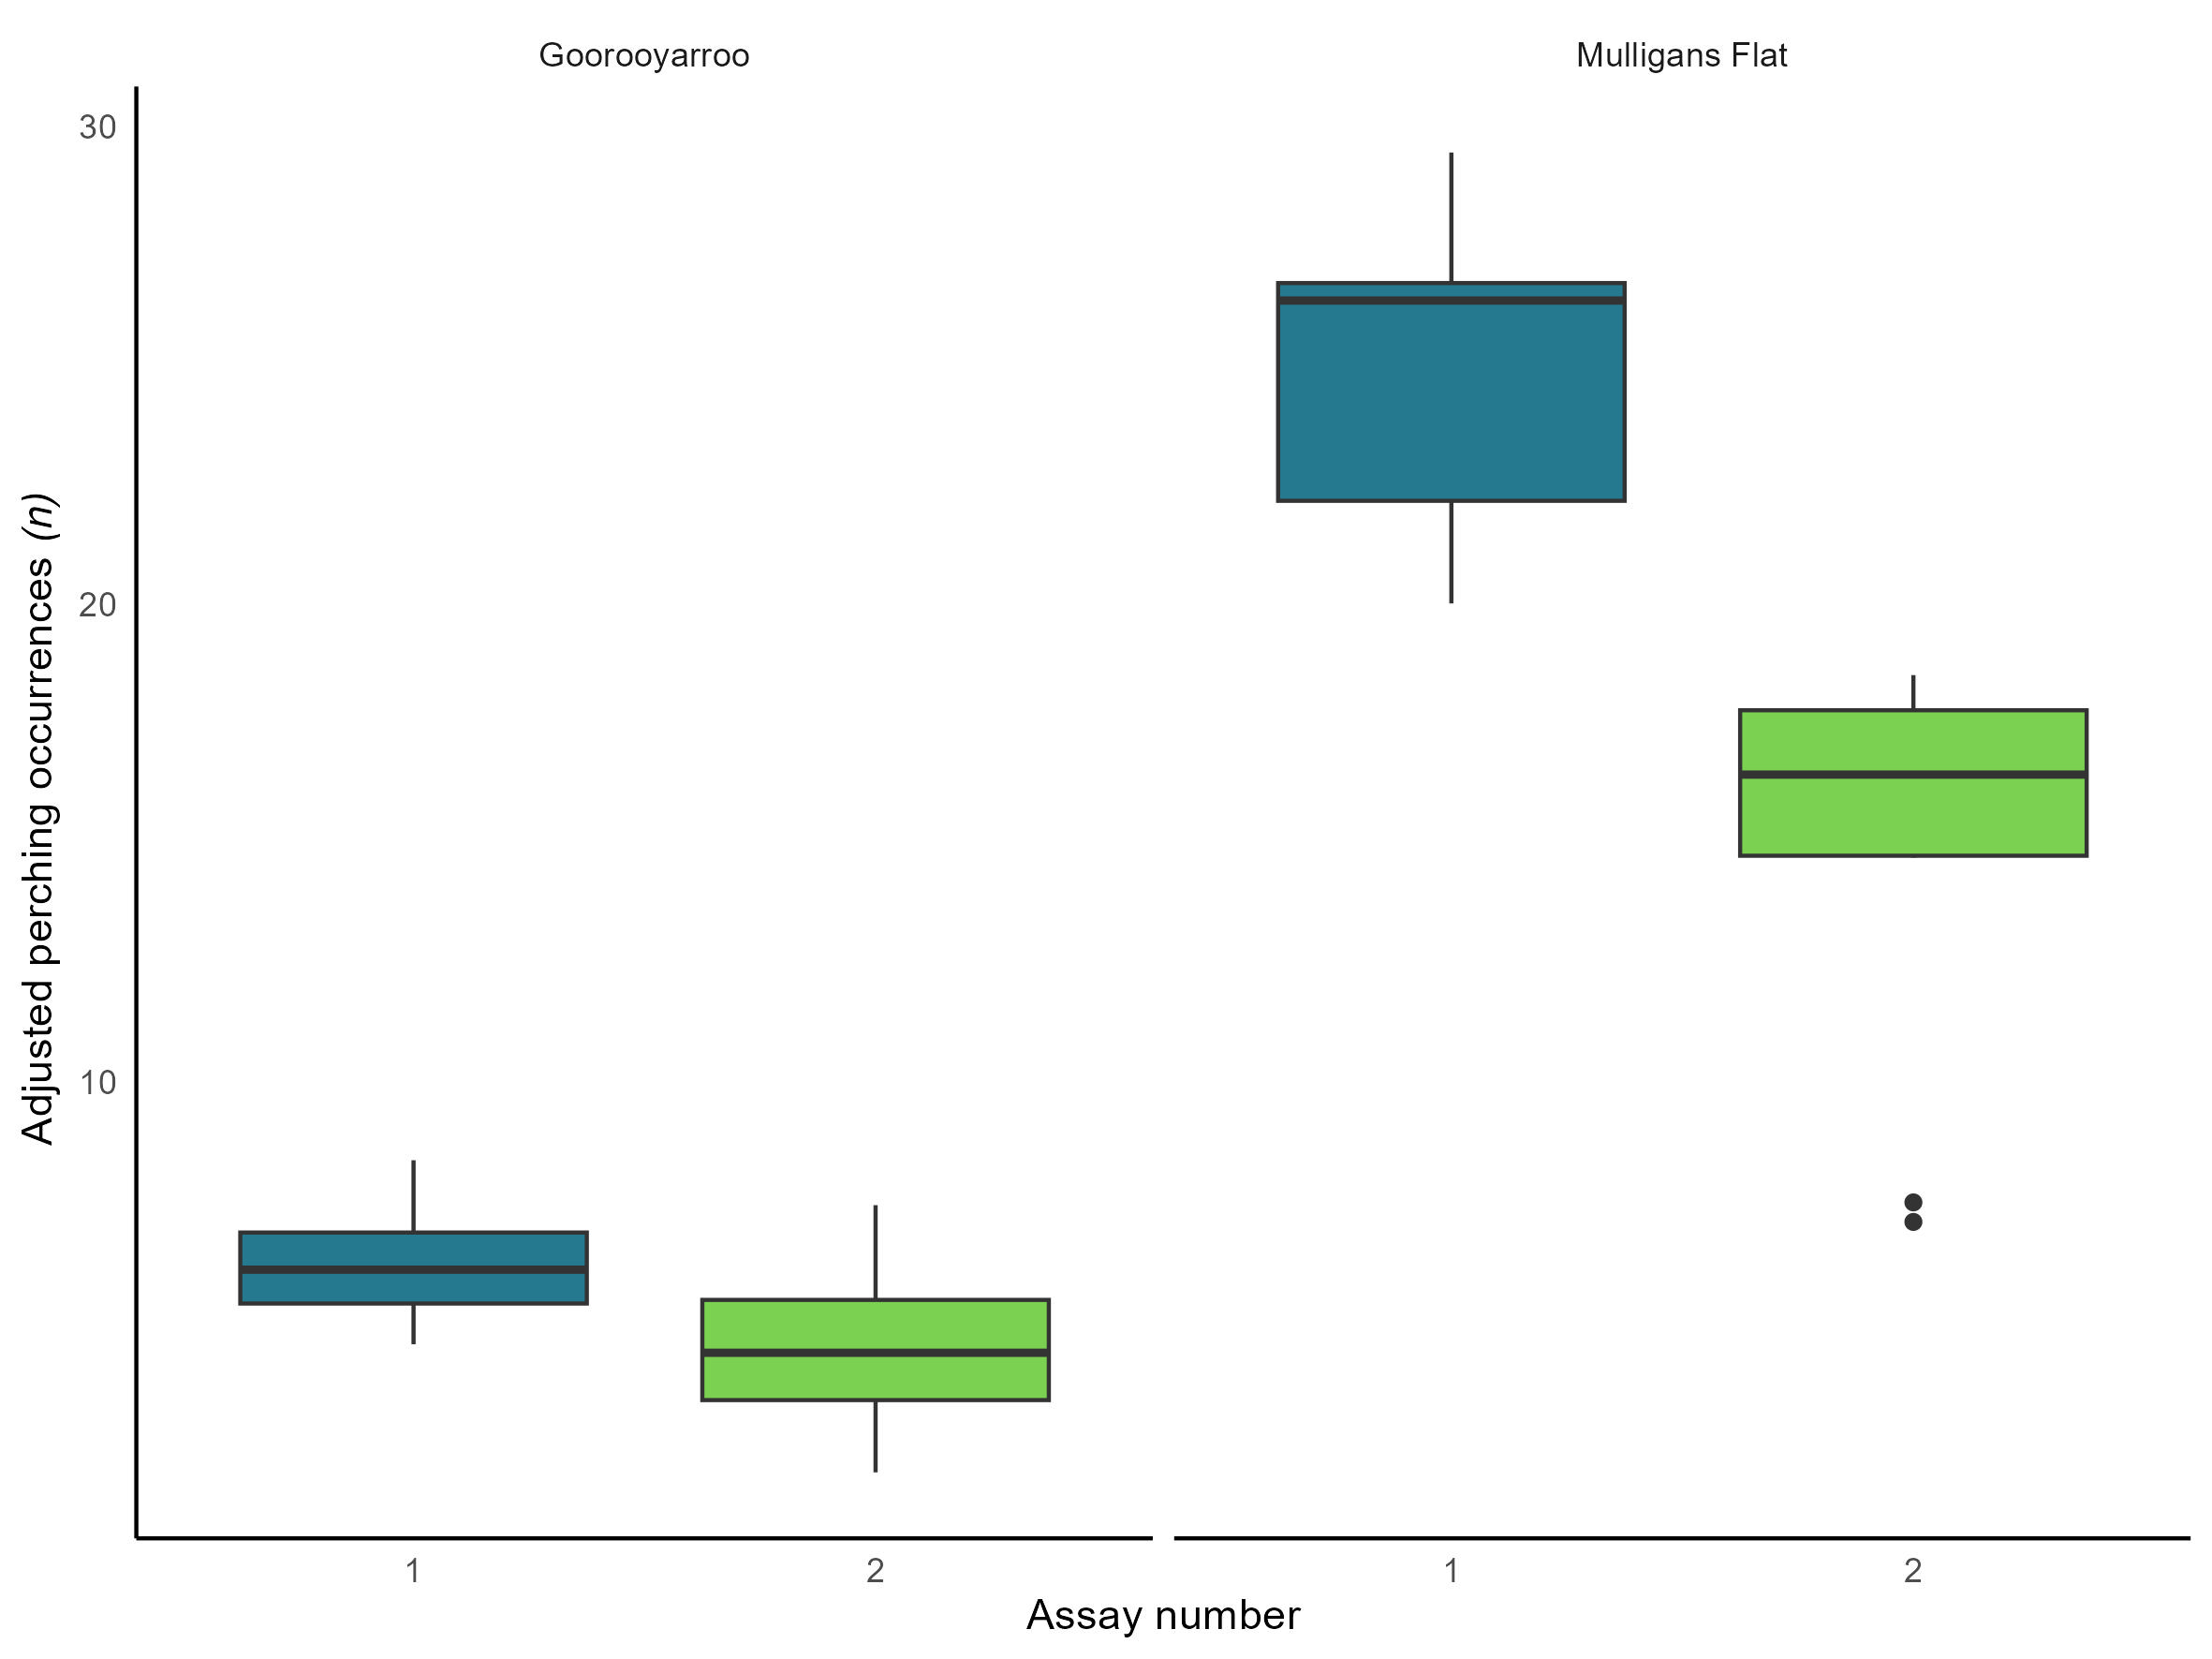 Goorooyarroo
Mulligans Flat
30
20
10
Adjusted perching occurrences (n)
1
2
1
2
Assay number